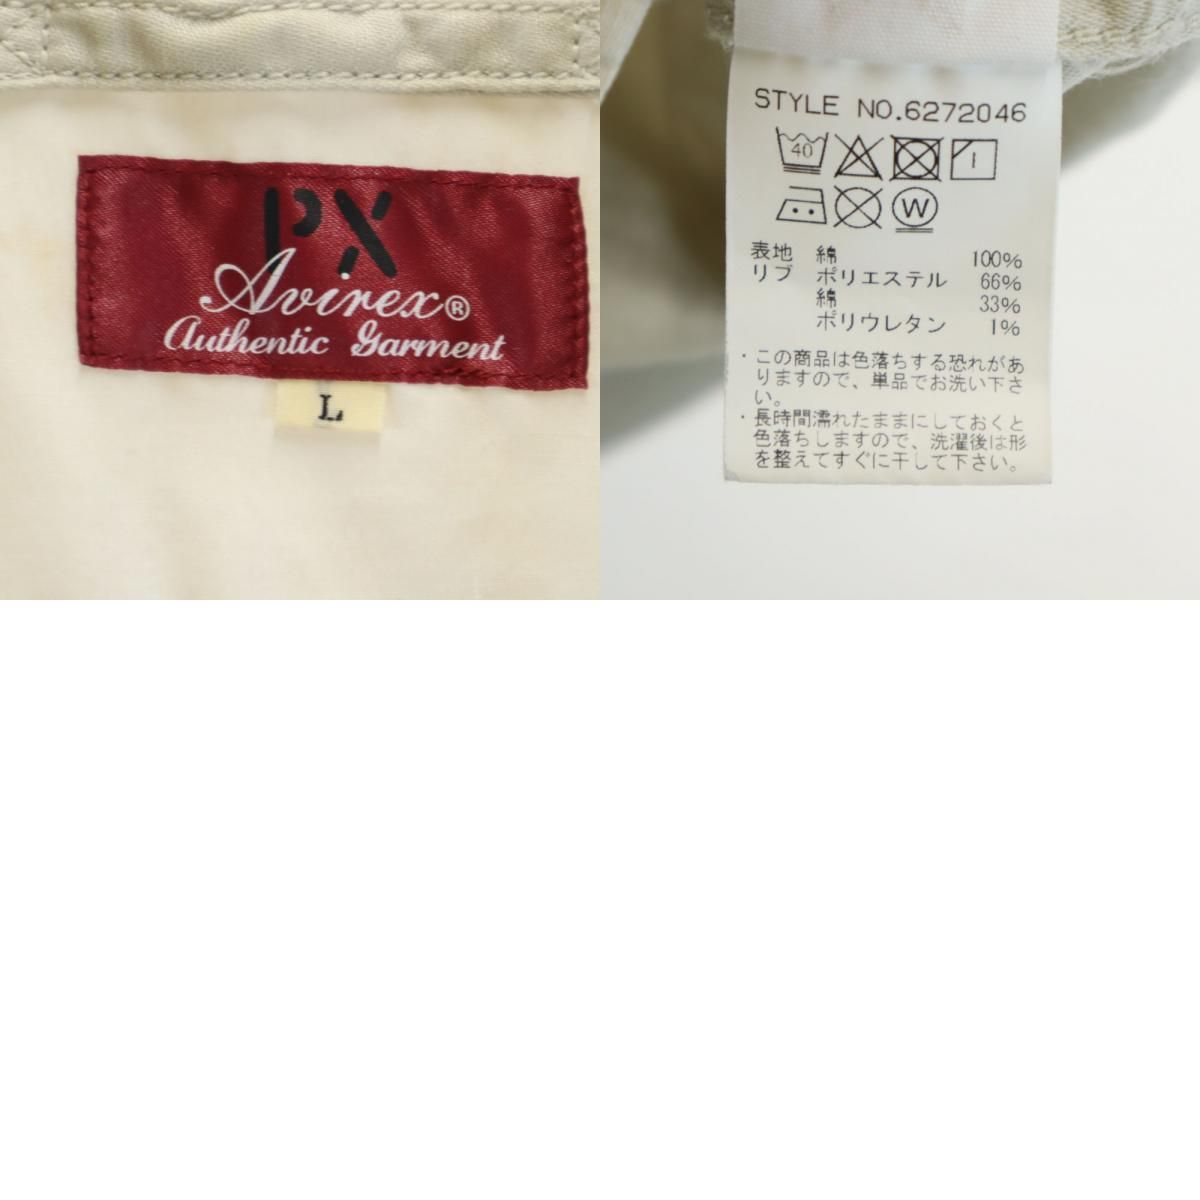 PX
Avirex®
Authentic Garment
L
STYLE NO.6272046
40
W
表地 綿 100%
リブ ポリエステル 66%
綿 33%
ポリウレタン 1%
・この商品は色落ちする恐れがあ
りますので、単品でお洗い下さ
い。
・長時間濡れたままにしておくと
色落ちしますので、洗濯後は形
を整えてすぐに干して下さい。